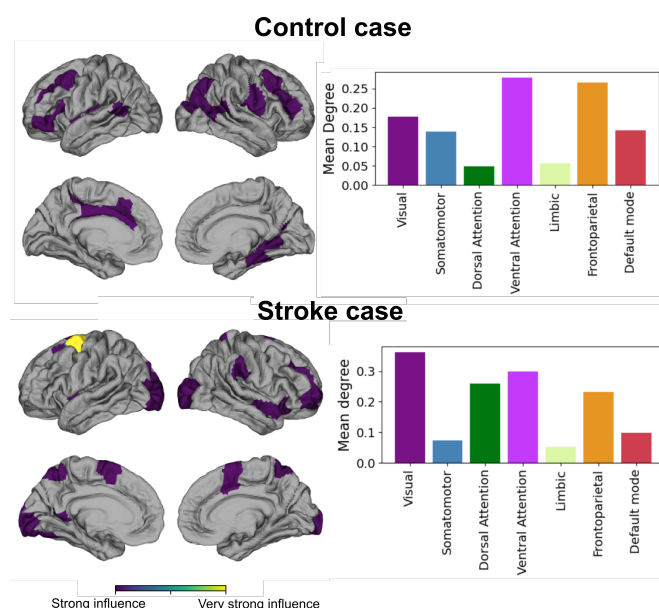 Control case
Mean Degree
0.25
0.20
0.15
0.10
0.05
0.00
Visual
Somatomotor
Dorsal Attention
Ventral Attention
Limbic
Frontoparietal
Default mode
Stroke case
Mean degree
0.3
0.2
0.1
0.0
Visual
Somatomotor
Dorsal Attention
Ventral Attention
Limbic
Frontoparietal
Default mode
Strong influence
Very strong influence